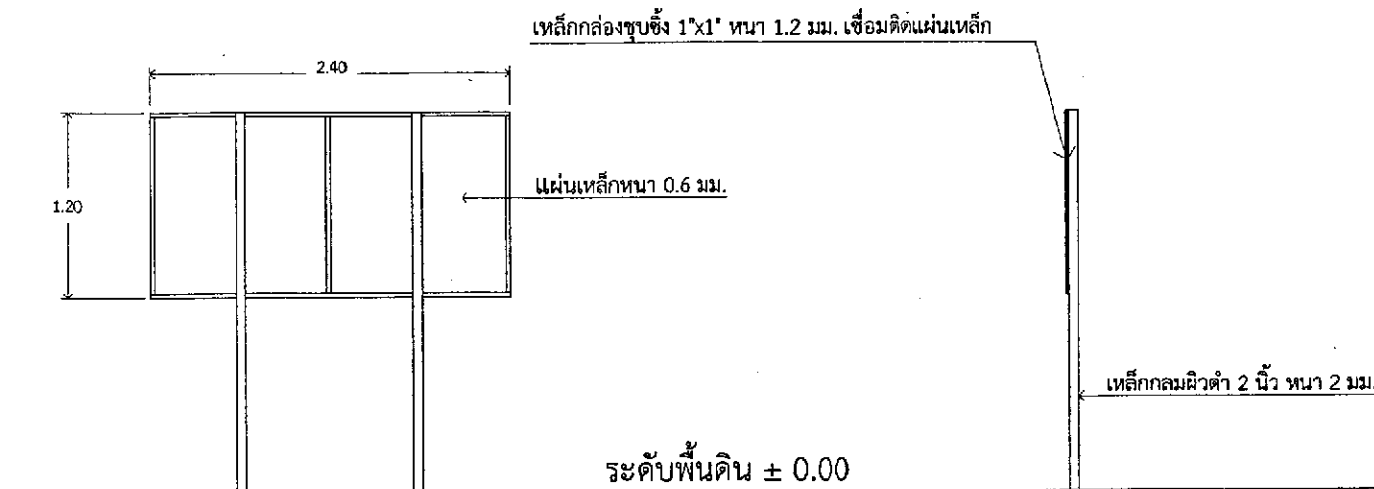 เหล็กกล่องชุบซิ้ง 1"x1" หนา 1.2 มม. เชื่อมติดแผ่นเหล็ก
2.40
1.20
แผ่นเหล็กหนา 0.6 มม.
เหล็กกลมผิวดำ 2 นิ้ว หนา 2 มม.
ระดับพื้นดิน ± 0.00